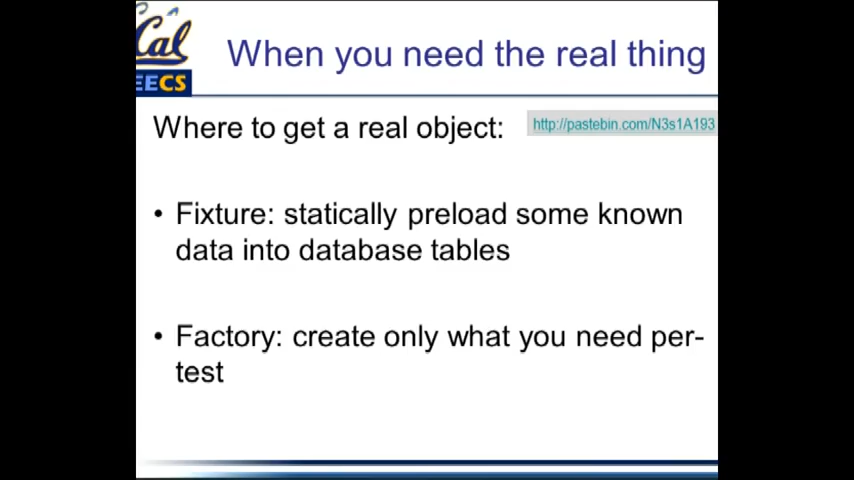 Cal
EECS
When you need the real thing
Where to get a real object:
http://pastebin.com/N3s1A193
• Fixture: statically preload some known
data into database tables
• Factory: create only what you need per-
test